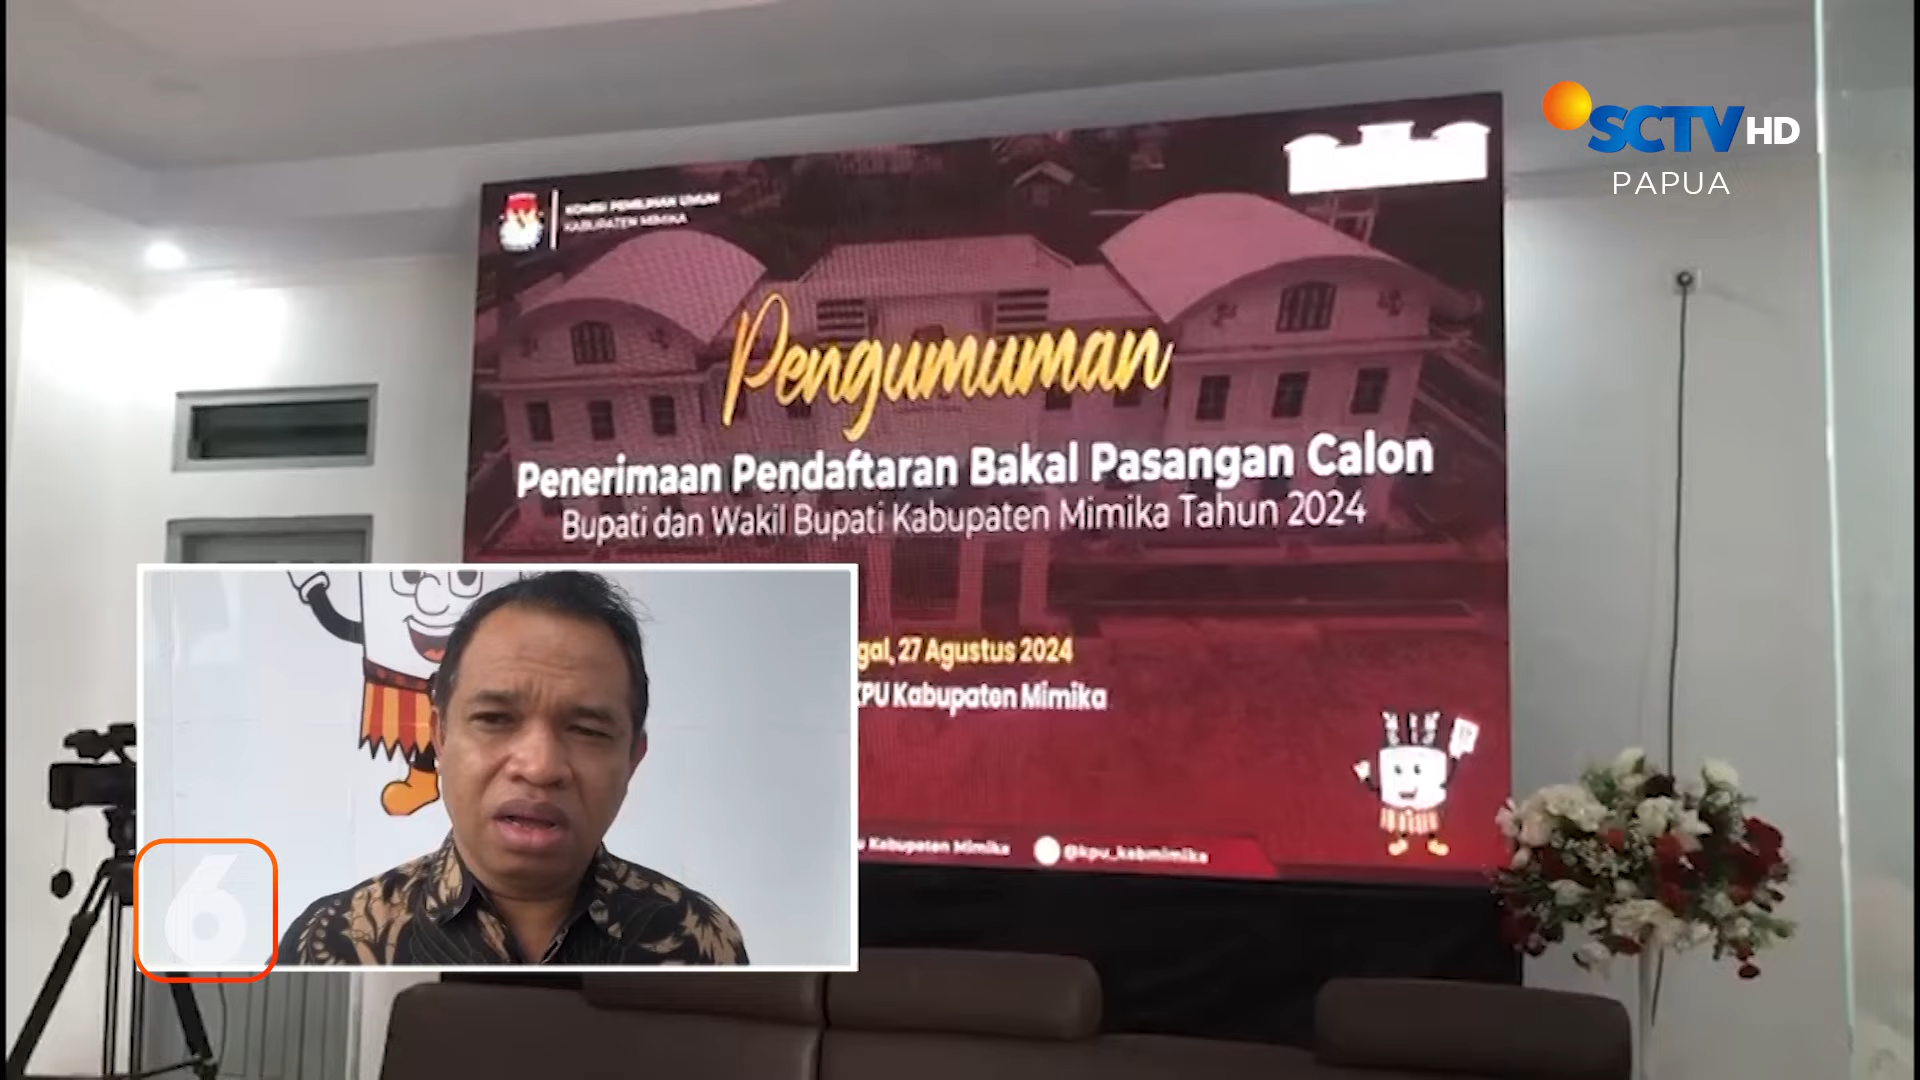 SCTV HD
PAPUA
KOMISI PEMILIHAN UMUM
KABUPATEN MIMIKA
Pengumuman
Penerimaan Pendaftaran Bakal Pasangan Calon
Bupati dan Wakil Bupati Kabupaten Mimika Tahun 2024
gal, 27 Agustus 2024
KPU Kabupaten Mimika
u Kabupaten Mimika
@kpu_kabmimika
6